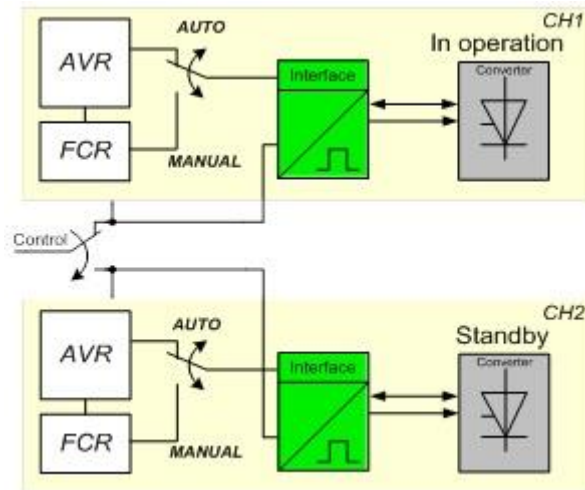 CH1
AUTO
In operation
AVR
Interface
Converter
FCR
MANUAL
Control
CH2
AUTO
Standby
AVR
Interface
Converter
FCR
MANUAL